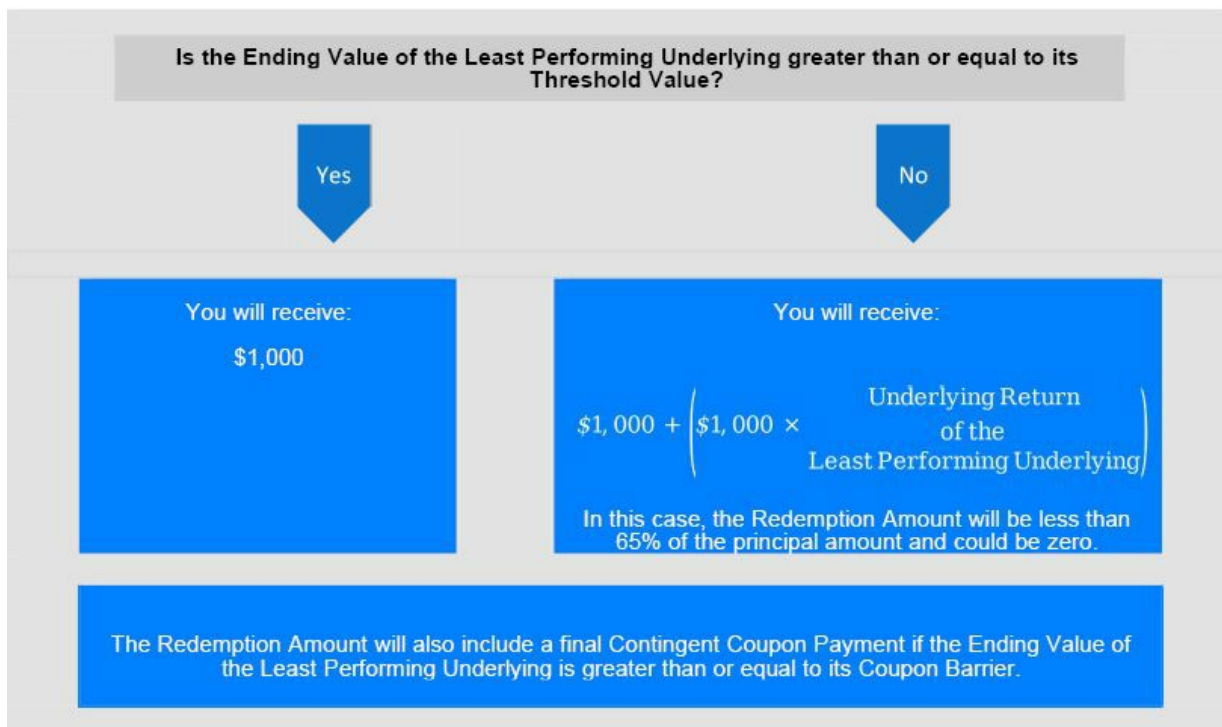 Is the Ending Value of the Least Performing Underlying greater than or equal to its
Threshold Value?
Yes
No
You will receive:
$1,000
You will receive:
$1,000 + ($1,000 × Underlying Return
of the
Least Performing Underlying)
In this case, the Redemption Amount will be less than
65% of the principal amount and could be zero.
The Redemption Amount will also include a final Contingent Coupon Payment if the Ending Value of
the Least Performing Underlying is greater than or equal to its Coupon Barrier.